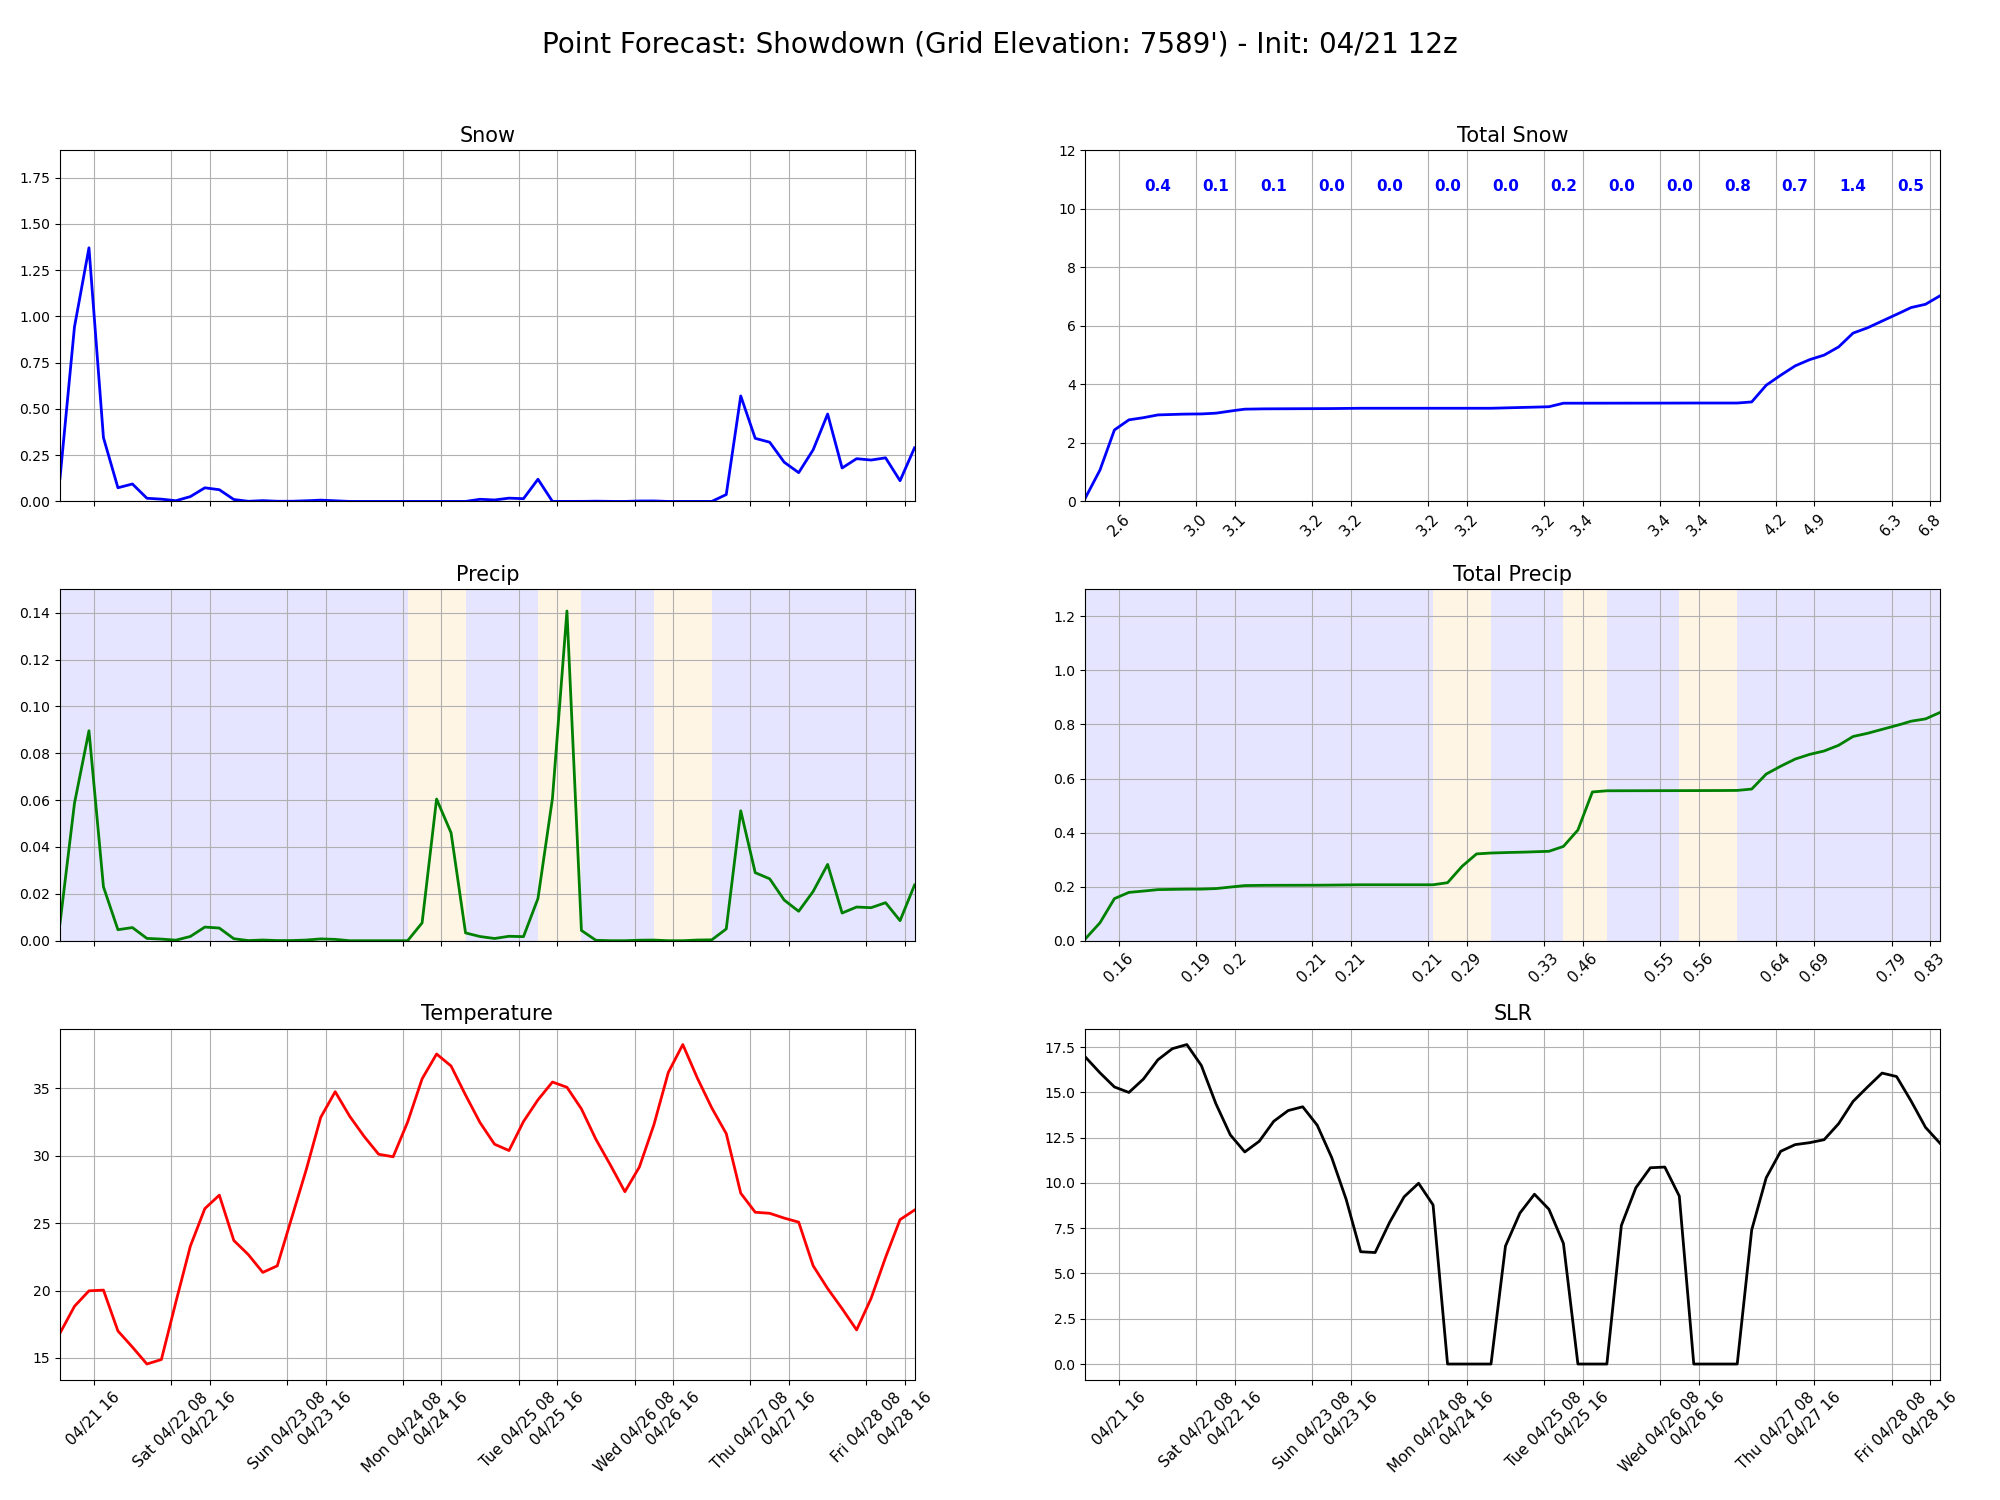 Point Forecast: Showdown (Grid Elevation: 7589') - Init: 04/21 12z
Snow
1.75
1.50
1.25
1.00
0.75
0.50
0.25
0.00
Total Snow
12
10
8
6
4
2
0
0.4 0.1 0.1 0.0 0.0 0.0 0.0 0.2 0.0 0.0 0.8 0.7 1.4 0.5
2.6 3.0 3.1 3.2 3.2 3.2 3.2 3.2 3.4 3.4 3.4 4.2 4.9 6.3 6.8
Precip
0.14
0.12
0.10
0.08
0.06
0.04
0.02
0.00
Total Precip
1.2
1.0
0.8
0.6
0.4
0.2
0.0
0.16 0.19 0.2 0.21 0.21 0.21 0.29 0.33 0.46 0.55 0.56 0.64 0.69 0.79 0.83
Temperature
35
30
25
20
15
04/21 16
Sat 04/22 08
04/22 16
Sun 04/23 08
04/23 16
Mon 04/24 08
04/24 16
Tue 04/25 08
04/25 16
Wed 04/26 08
04/26 16
Thu 04/27 08
04/27 16
Fri 04/28 08
04/28 16
SLR
17.5
15.0
12.5
10.0
7.5
5.0
2.5
0.0
04/21 16
Sat 04/22 08
04/22 16
Sun 04/23 08
04/23 16
Mon 04/24 08
04/24 16
Tue 04/25 08
04/25 16
Wed 04/26 08
04/26 16
Thu 04/27 08
04/27 16
Fri 04/28 08
04/28 16